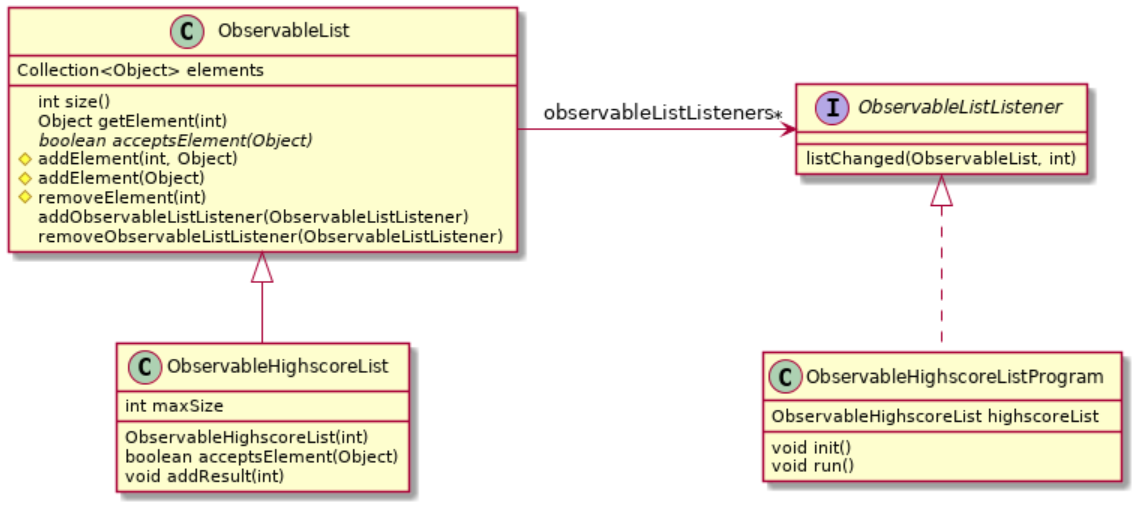 C ObservableList
Collection<Object> elements
int size()
Object getElement(int)
boolean acceptsElement(Object)
addElement(int, Object)
addElement(Object)
removeElement(int)
addObservableListListener(ObservableListListener)
removeObservableListListener(ObservableListListener)
observableListListeners*
I ObservableListListener
listChanged(ObservableList, int)
C ObservableHighscoreList
int maxSize
ObservableHighscoreList(int)
boolean acceptsElement(Object)
void addResult(int)
C ObservableHighscoreListProgram
ObservableHighscoreList highscoreList
void init()
void run()